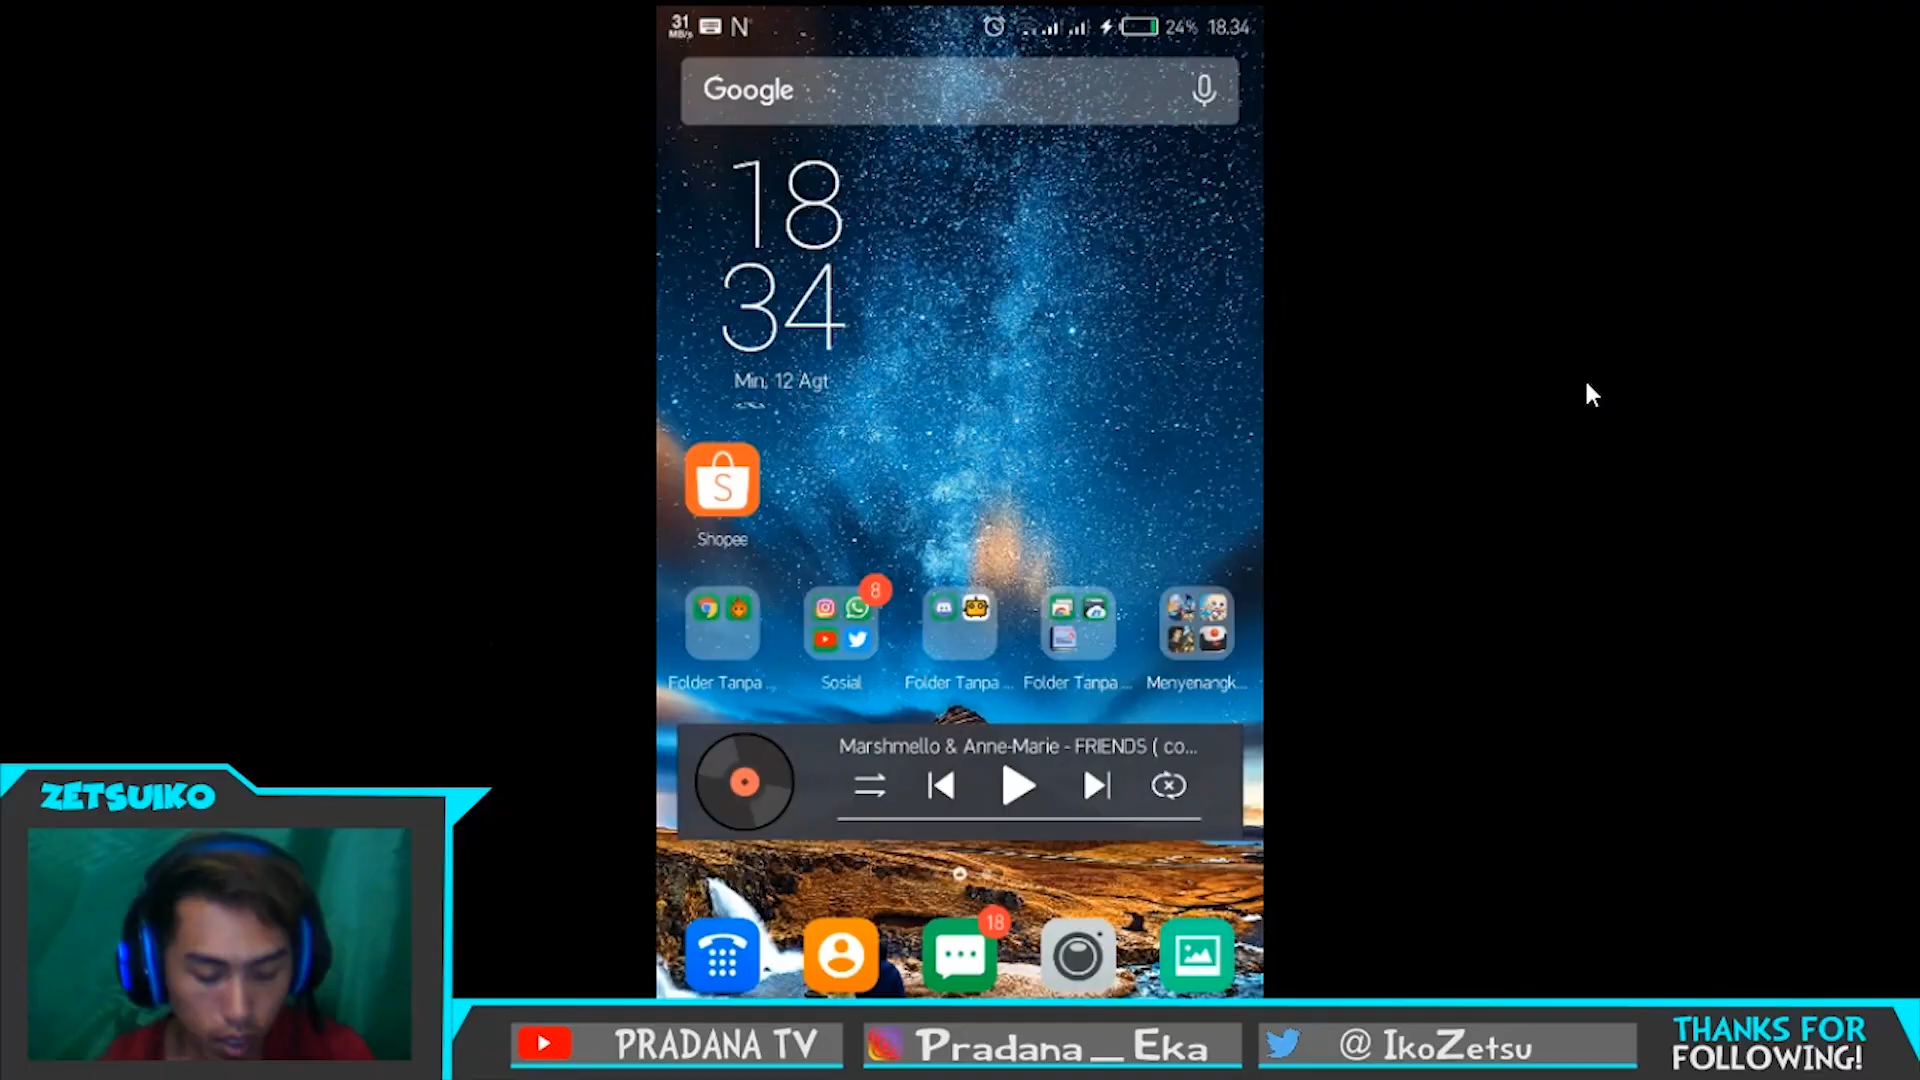 31
MB/s
N
24% 18.34
Google
18
34
Min, 12 Agt
S
Shopee
8
Folder Tanpa ...
Sosial
Folder Tanpa ...
Folder Tanpa ...
Menyenangk...
Marshmello & Anne-Marie - FRIENDS ( co...
18
ZETSUIKO
PRADANA TV
Pradana_Eka
@ IkoZetsu
THANKS FOR
FOLLOWING!